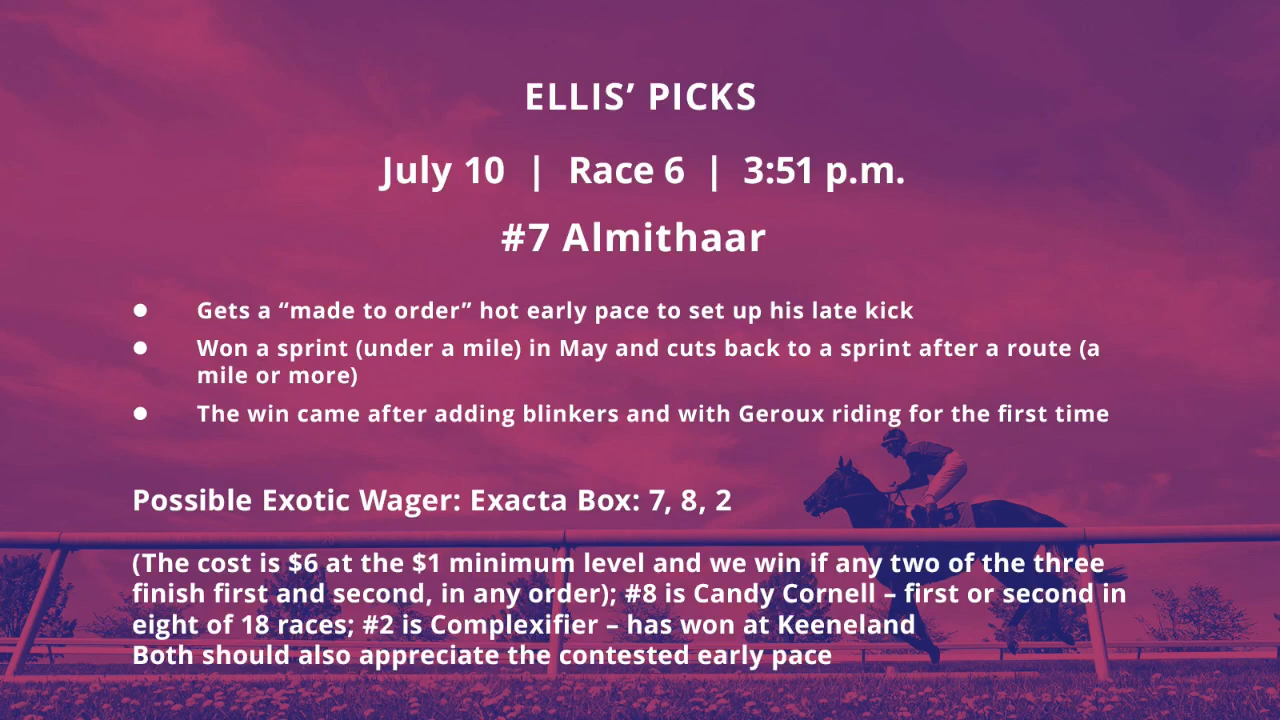 ELLIS’ PICKS
July 10 | Race 6 | 3:51 p.m.
#7 Almithaar
● Gets a “made to order” hot early pace to set up his late kick
● Won a sprint (under a mile) in May and cuts back to a sprint after a route (a
mile or more)
● The win came after adding blinkers and with Geroux riding for the first time
Possible Exotic Wager: Exacta Box: 7, 8, 2
(The cost is $6 at the $1 minimum level and we win if any two of the three
finish first and second, in any order); #8 is Candy Cornell – first or second in
eight of 18 races; #2 is Complexifier – has won at Keeneland
Both should also appreciate the contested early pace